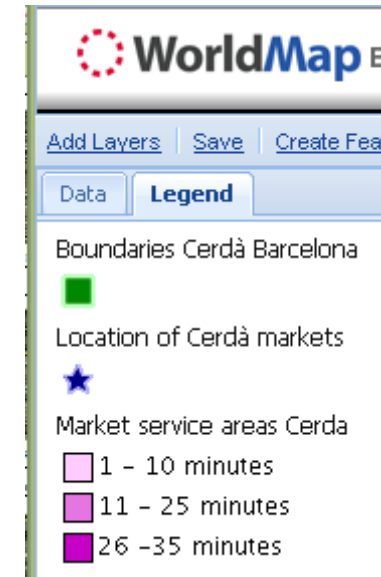 WorldMap
Add Layers Save Create Fea
Data Legend
Boundaries Cerdà Barcelona
Location of Cerdà markets
Market service areas Cerda
1 - 10 minutes
11 - 25 minutes
26 -35 minutes